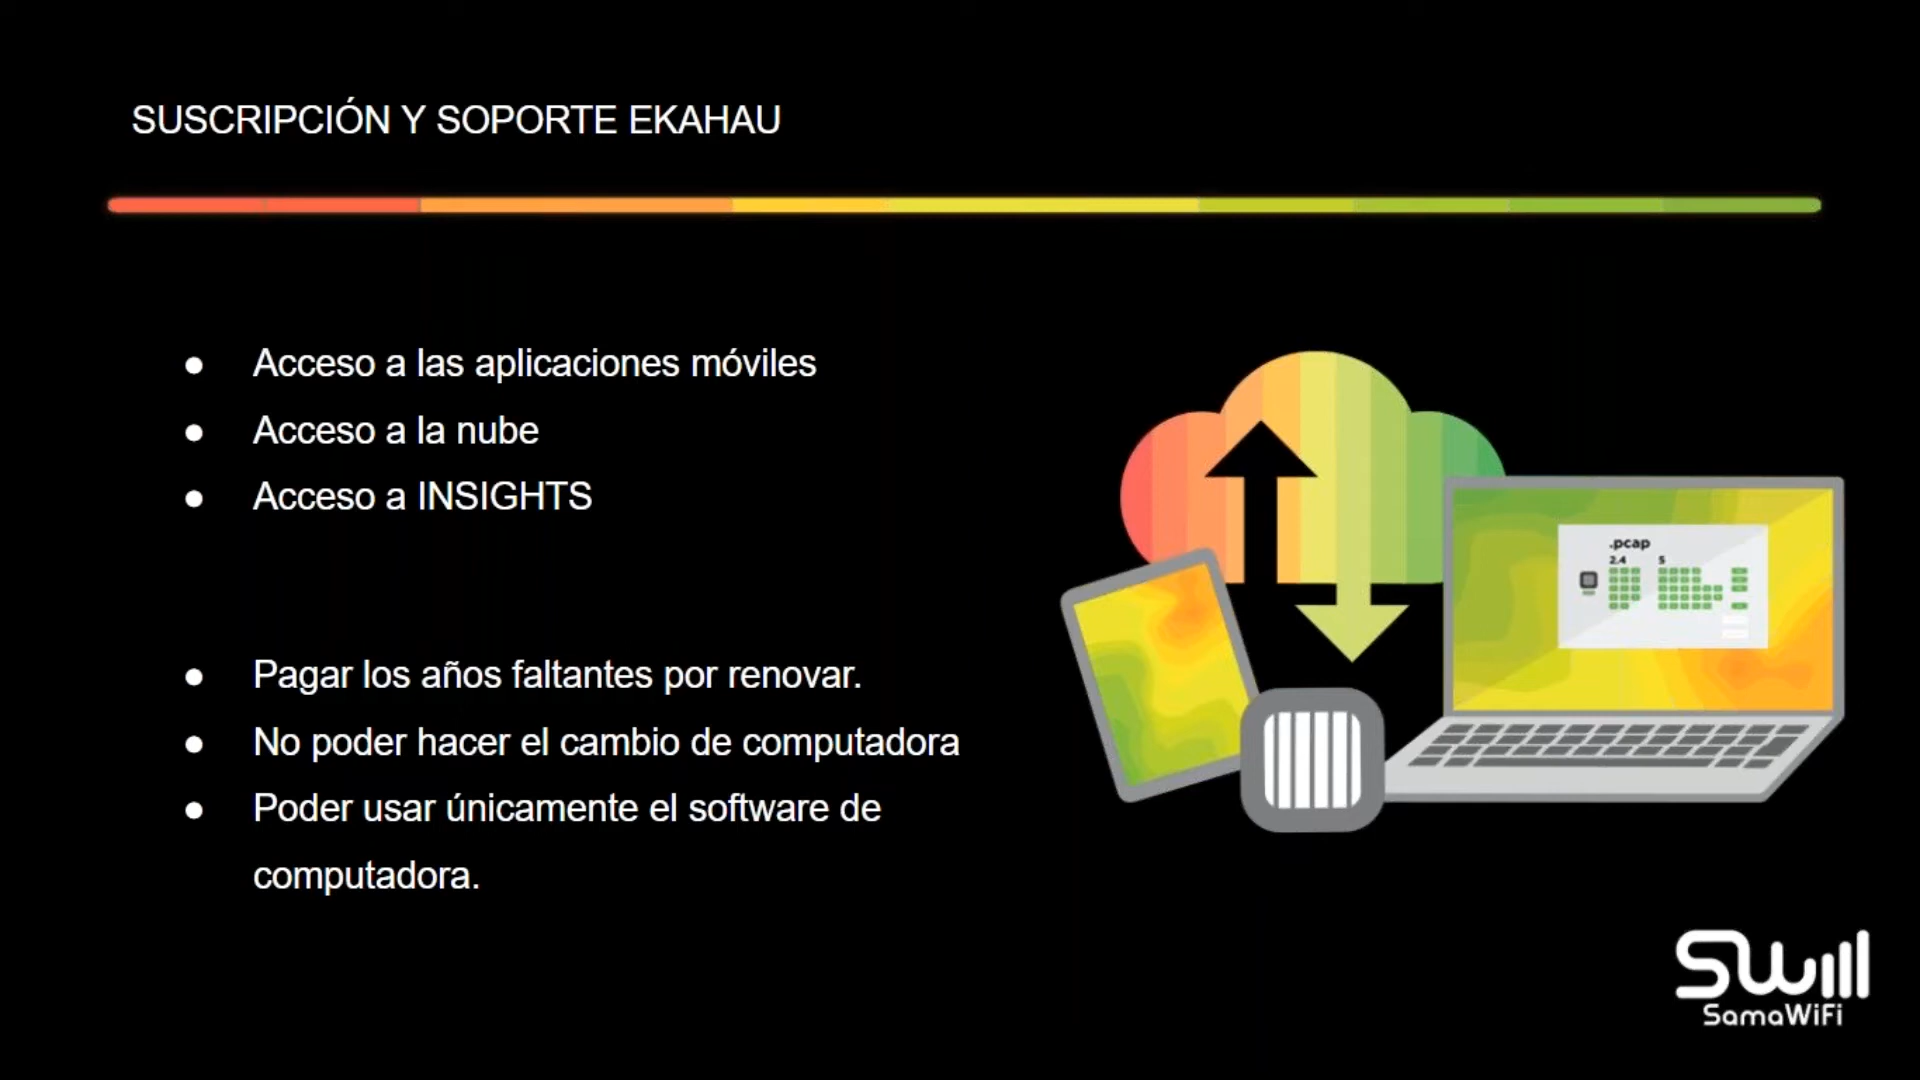 SUSCRIPCIÓN Y SOPORTE EKAHAU
● Acceso a las aplicaciones móviles
● Acceso a la nube
● Acceso a INSIGHTS
● Pagar los años faltantes por renovar.
● No poder hacer el cambio de computadora
● Poder usar únicamente el software de
computadora.
.pcap
2.4 5
SW
SamaWiFi